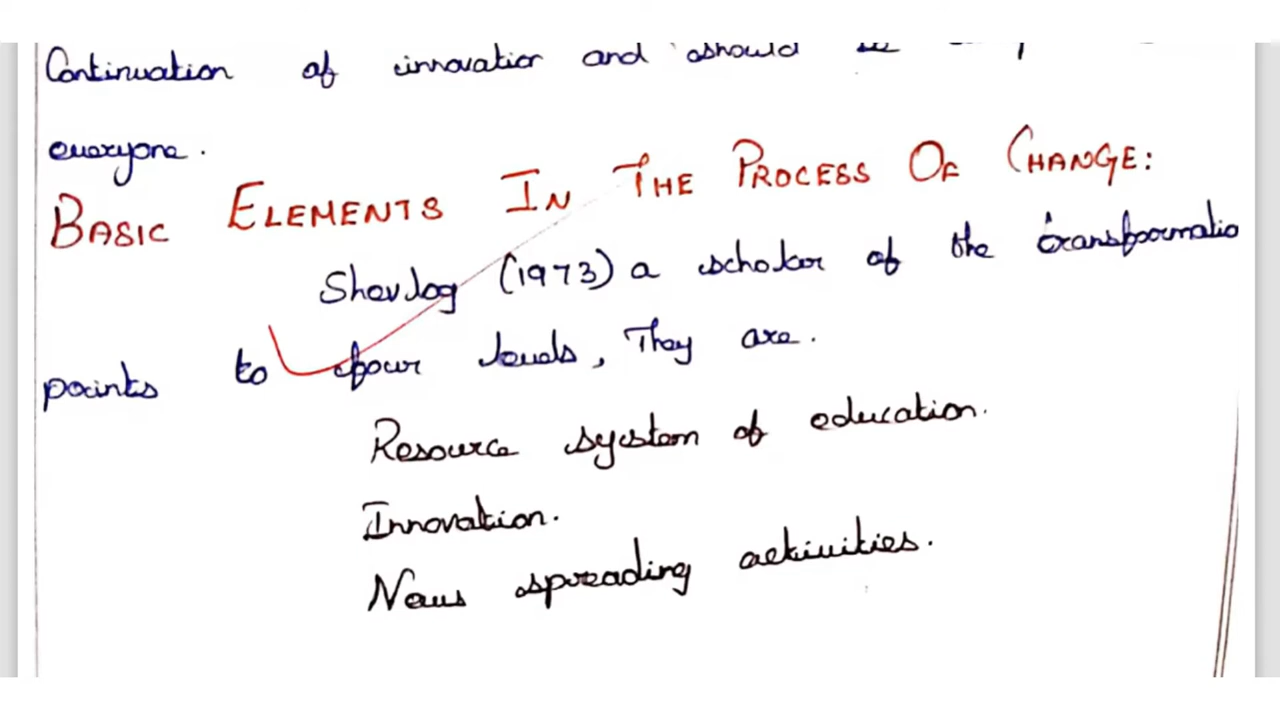 Continuation of innovation and should
everyone.
BASIC ELEMENTS IN THE PROCESS OF CHANGE:
Shevlog (1973) a scholar of the transformatio
points to four levels, They are.
Resource system of education.
Innovation.
News spreading activities.